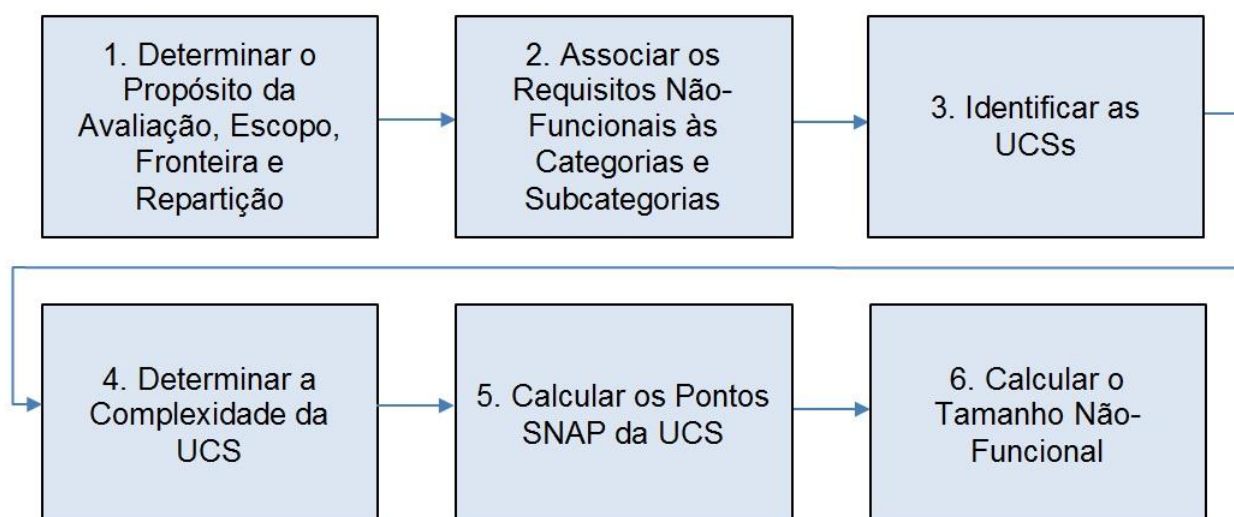 1. Determinar o
Propósito da
Avaliação, Escopo,
Fronteira e
Repartição
2. Associar os
Requisitos Não-
Funcionais às
Categorias e
Subcategorias
3. Identificar as
UCSs
4. Determinar a
Complexidade da
UCS
5. Calcular os Pontos
SNAP da UCS
6. Calcular o
Tamanho Não-
Funcional